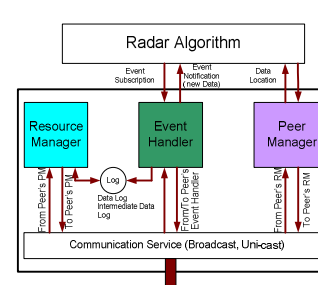 Radar Algorithm
Event
Subscription
Event
Notification
(new Data)
Data
Location
Resource
Manager
Event
Handler
Peer
Manager
Log
Data Log
Intermediate Data
Log
From Peer's PM
To Peer's PM
From/To Peer's
Event Handler
From Peer's RM
To Peer's RM
Communication Service (Broadcast, Uni-cast)